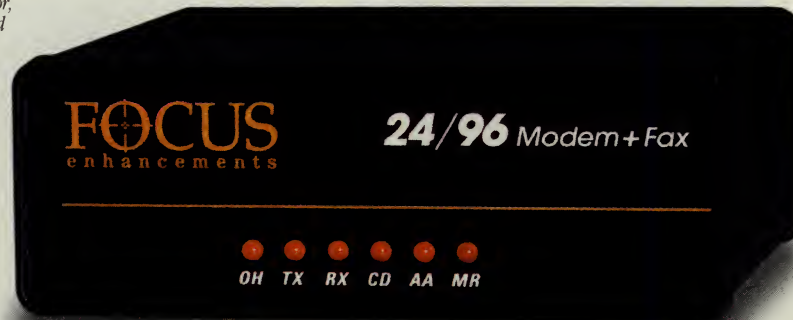 FOCUS
enhancements
24/96 Modem+Fax
OH TX RX CD AA MR